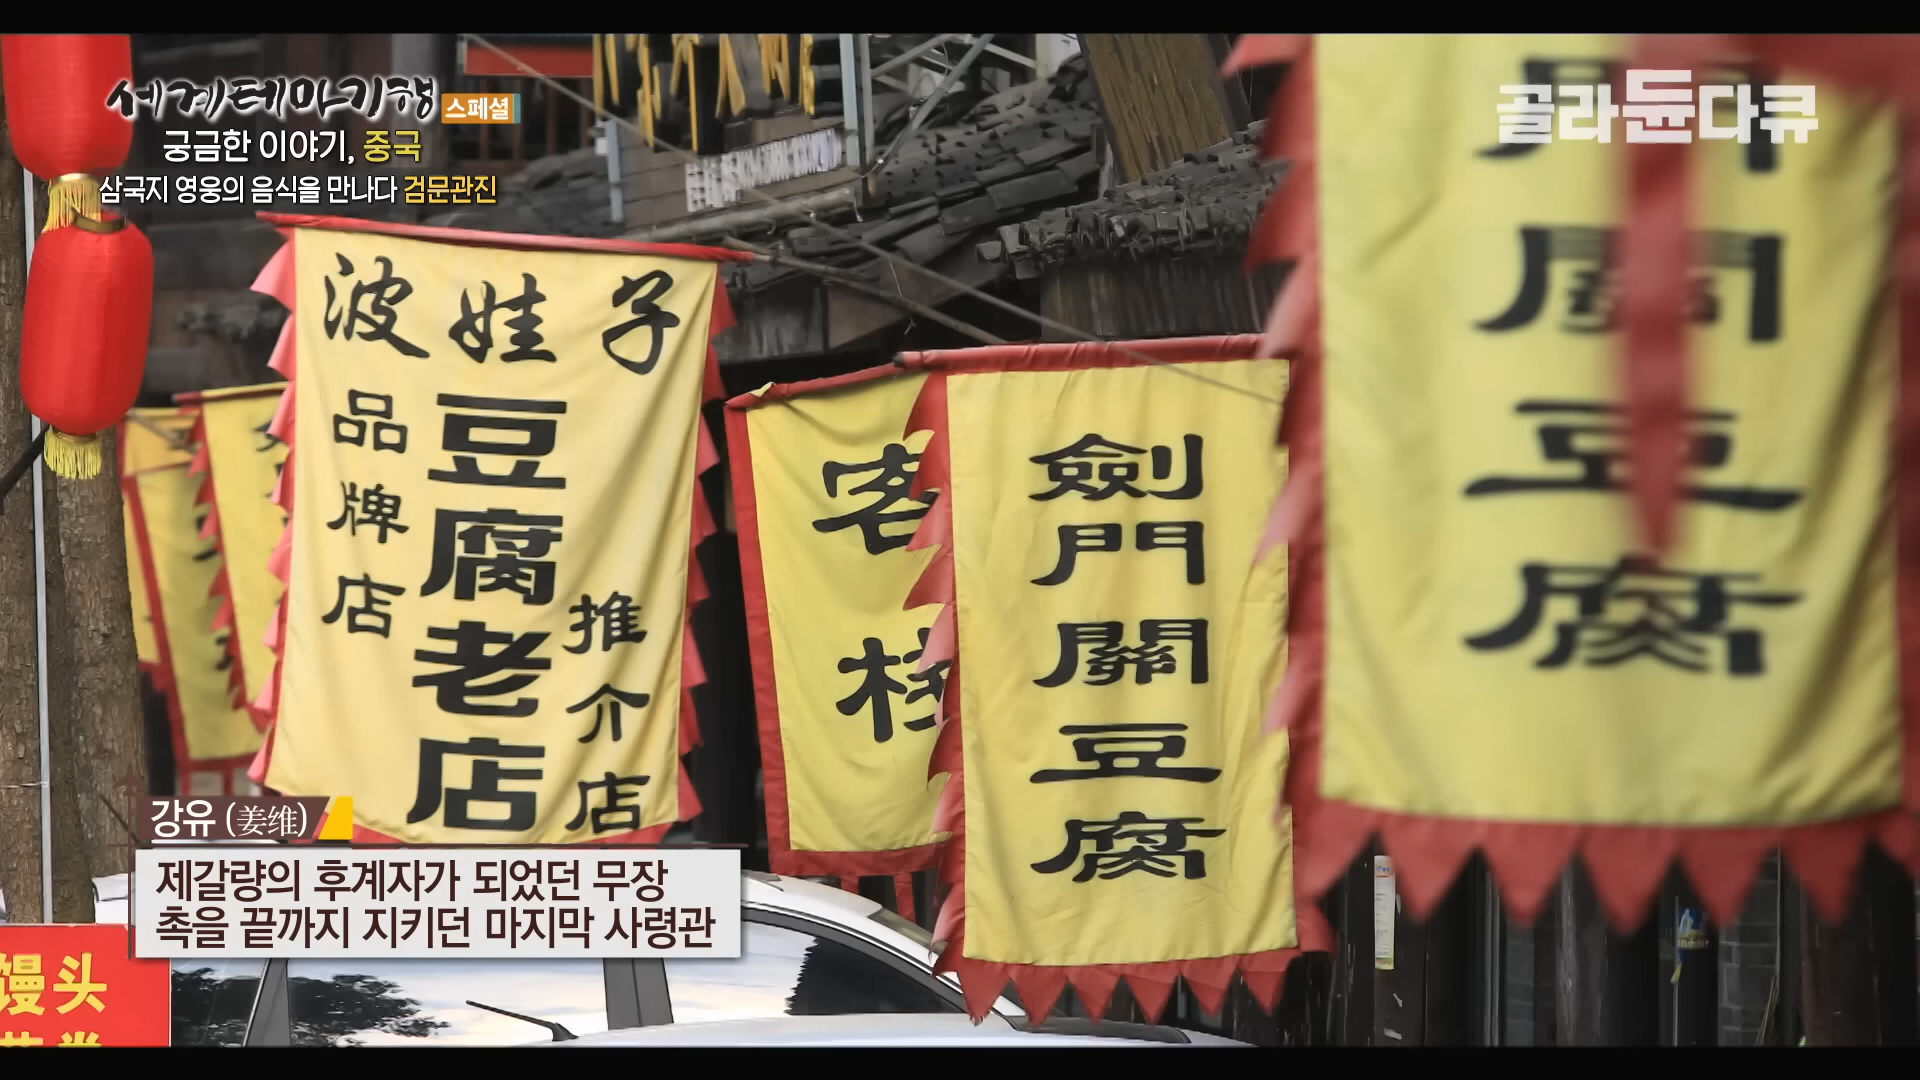 세계테마기행 스페셜
궁금한 이야기, 중국
삼국지 영웅의 음식을 만나다 검문관진
골라듄다큐
波娃子
品牌店
豆腐老店
推介店
客栈
劍門關豆腐
門關豆腐
강유 (姜维)
제갈량의 후계자가 되었던 무장
촉을 끝까지 지키던 마지막 사령관
馒头